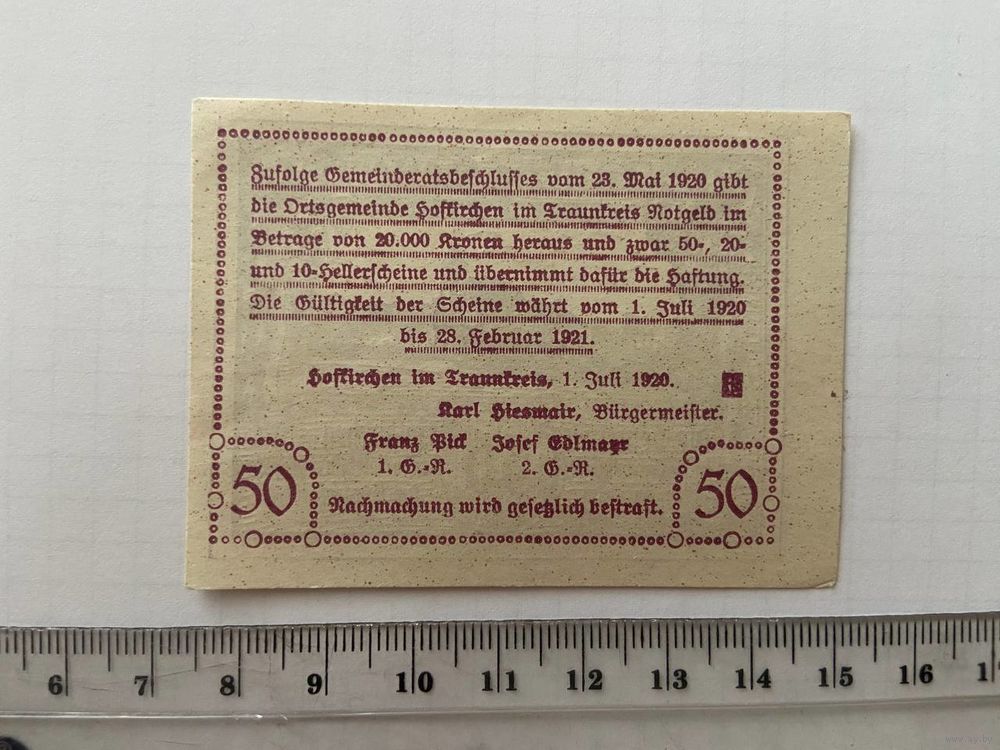 Zufolge Gemeinderatsbeschlusses vom 23. Mai 1920 gibt
die Ortsgemeinde Hofkirchen im Traunkreis Notgeld im
Betrage von 20.000 Kronen heraus und zwar 50-, 20-
und 10-Hellerscheine und übernimmt dafür die Haftung.
Die Gültigkeit der Scheine währt vom 1. Juli 1920
bis 28. Februar 1921.
Hofkirchen im Traunkreis, 1. Juli 1920.
Karl Hiesmair, Bürgermeister.
Franz Pick Josef Edlmayr
1. G.-R. 2. G.-R.
50 Nachmachung wird gesetzlich bestraft. 50
6 7 8 9 10 11 12 13 14 15 16